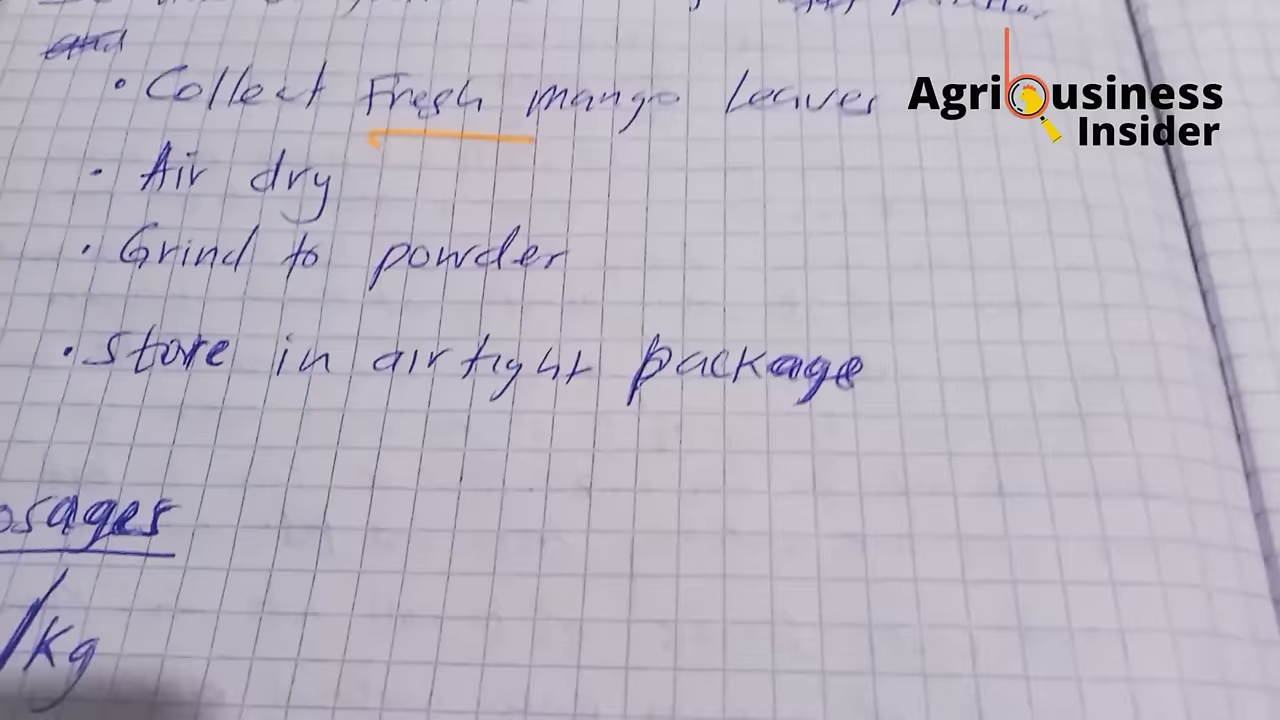 • Collect Fresh mango Leaves
• Air dry
• Grind to powder
• Store in airtight package
osages
/Kg
Agribusiness
Insider